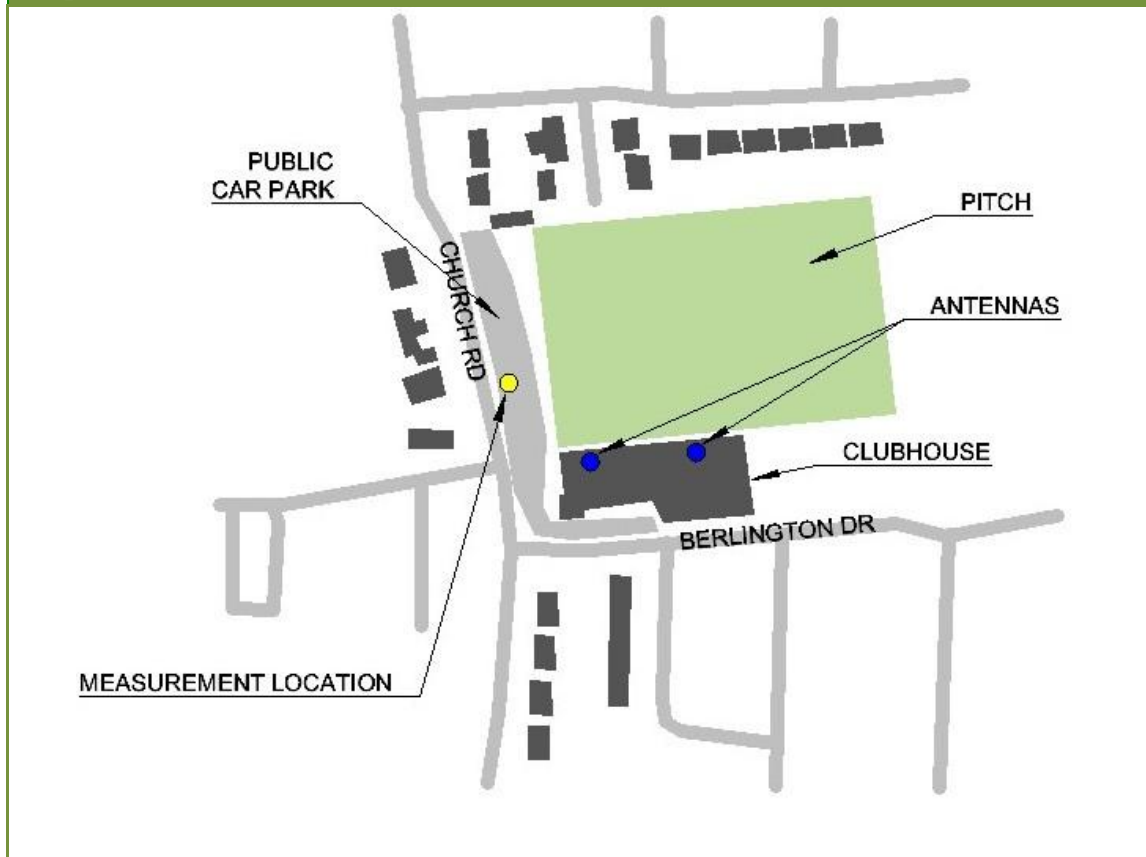 PUBLIC
CAR PARK
PITCH
CHURCH RD
ANTENNAS
CLUBHOUSE
BERLINGTON DR
MEASUREMENT LOCATION